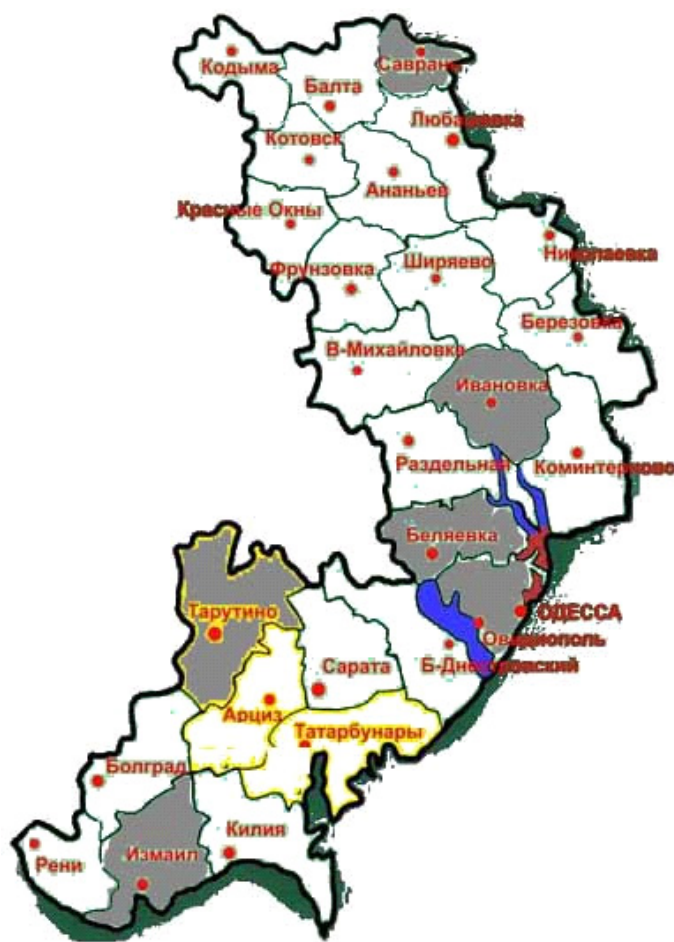 Кодыма
Саврань
Балта
Любашевка
Котовск
Ананьев
Красные Окны
Николаевка
Фрунзовка
Ширяево
Березовка
В-Михайловка
Ивановка
Раздельная
Коминтерново
Беляевка
Тарутино
ОДЕССА
Овидиополь
Б-Днестровский
Сарата
Арциз
Татарбунары
Болград
Килия
Рени
Измаил